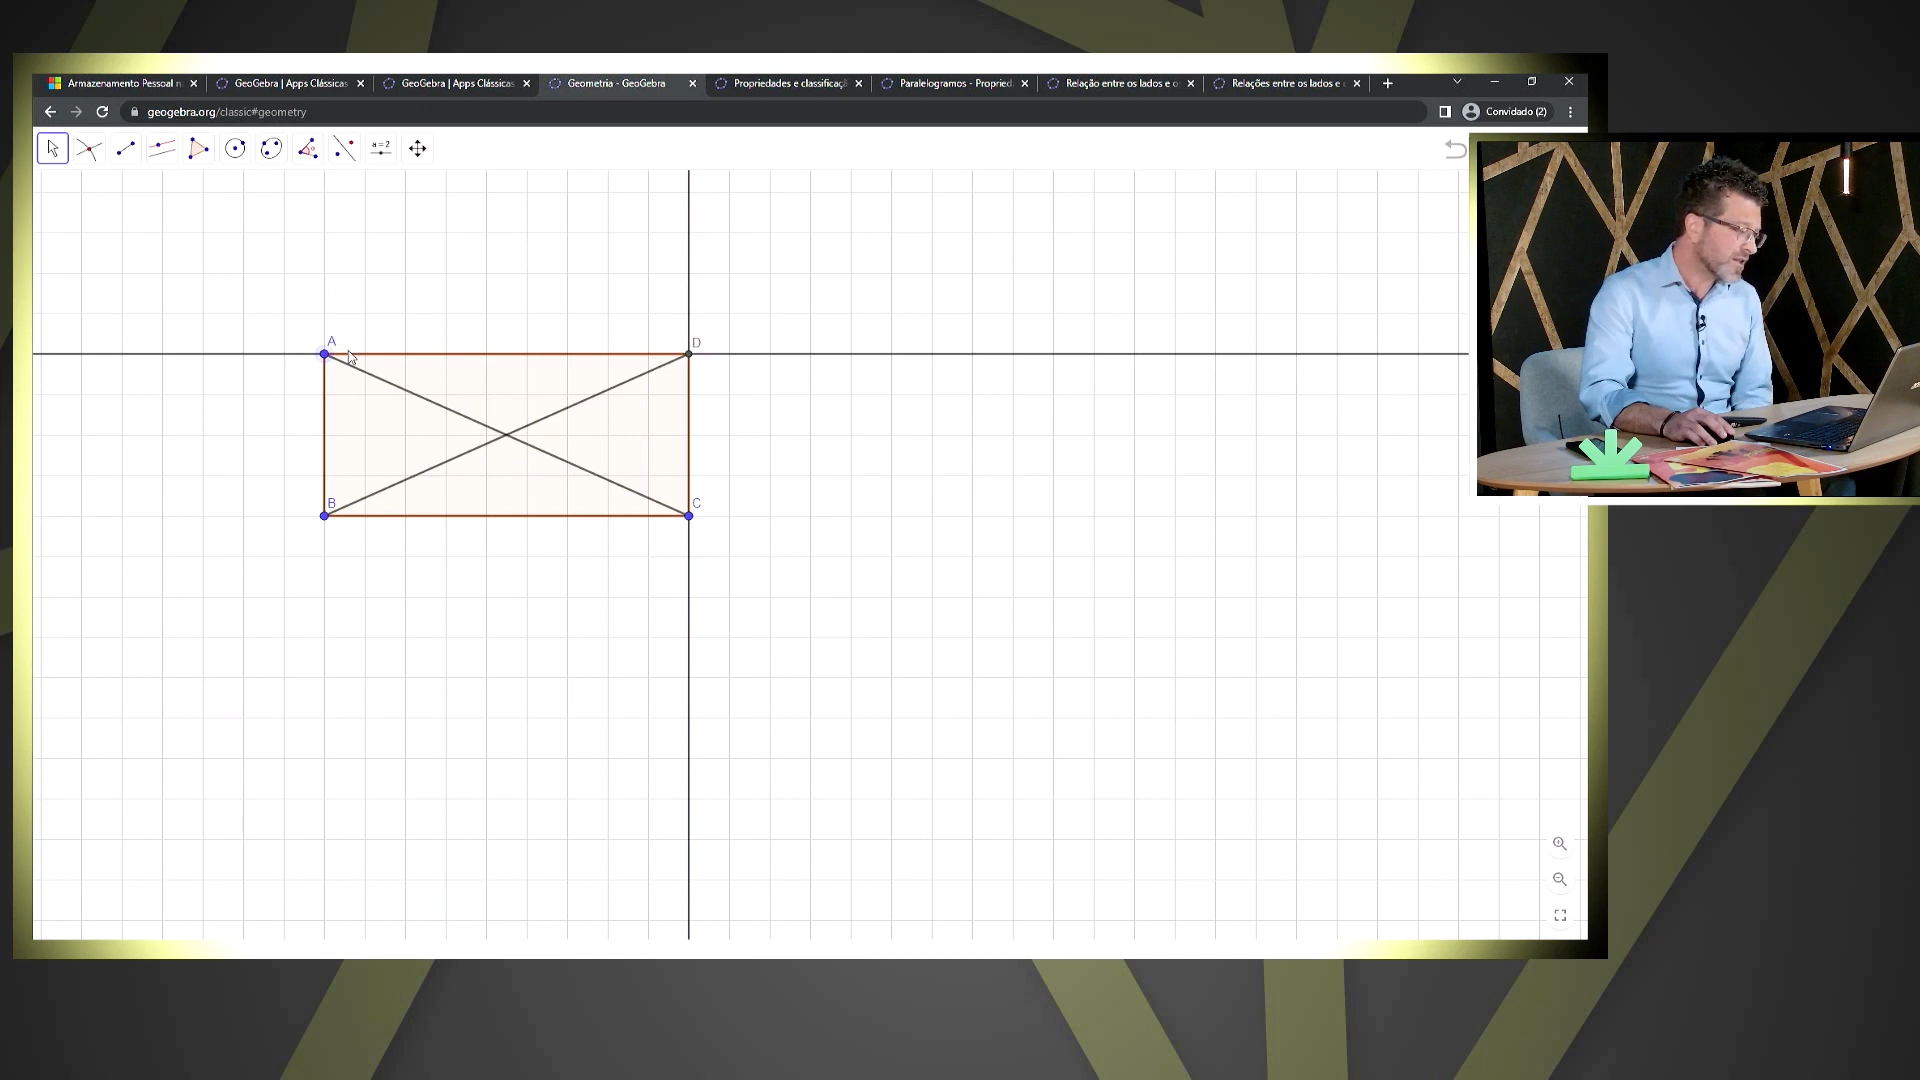 Armazenamento Pessoal n
GeoGebra | Apps Clássicas
GeoGebra | Apps Clássicas
Geometria - GeoGebra
Propriedades e classificaçã
Paralelogramos - Propried
Relação entre os lados e o
Relações entre os lados e
geogebra.org/classic#geometry
Convidado (2)
a = 2
A
D
B
C